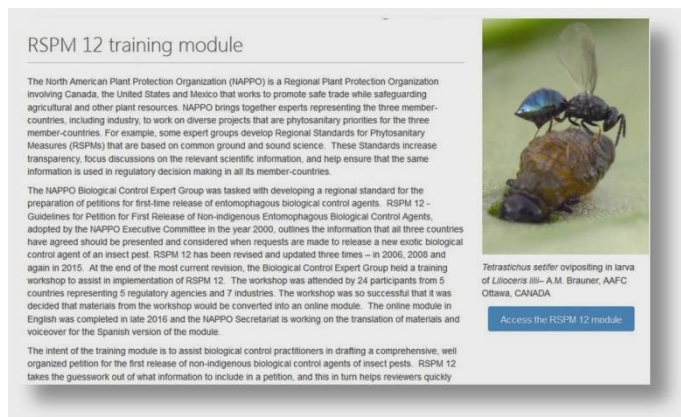 RSPM 12 training module
The North American Plant Protection Organization (NAPPO) is a Regional Plant Protection Organization
involving Canada, the United States and Mexico that works to promote safe trade while safeguarding
agricultural and other plant resources. NAPPO brings together experts representing the three member-
countries, including industry, to work on diverse projects that are phytosanitary priorities for the three
member-countries. For example, some expert groups develop Regional Standards for Phytosanitary
Measures (RSPMs) that are based on common ground and sound science. These Standards increase
transparency, focus discussions on the relevant scientific information, and help ensure that the same
information is used in regulatory decision making in all its member-countries.
The NAPPO Biological Control Expert Group was tasked with developing a regional standard for the
preparation of petitions for first-time release of entomophagous biological control agents. RSPM 12 -
Guidelines for Petition for First Release of Non-indigenous Entomophagous Biological Control Agents,
adopted by the NAPPO Executive Committee in the year 2000, outlines the information that all three countries
have agreed should be presented and considered when requests are made to release a new exotic biological
control agent of an insect pest. RSPM 12 has been revised and updated three times – in 2006, 2008 and
again in 2015. At the end of the most current revision, the Biological Control Expert Group held a training
workshop to assist in implementation of RSPM 12. The workshop was attended by 24 participants from 5
countries representing 5 regulatory agencies and 7 industries. The workshop was so successful that it was
decided that materials from the workshop would be converted into an online module. The online module in
English was completed in late 2016 and the NAPPO Secretariat is working on the translation of materials and
voiceover for the Spanish version of the module.
The intent of the training module is to assist biological control practitioners in drafting a comprehensive, well
organized petition for the first release of non-indigenous biological control agents of insect pests. RSPM 12
takes the guesswork out of what information to include in a petition, and this in turn helps reviewers quickly
Tetrastichus setifer ovipositing in larva
of Lilioceris lilii– A.M. Brauner, AAFC
Ottawa, CANADA
Access the RSPM 12 module